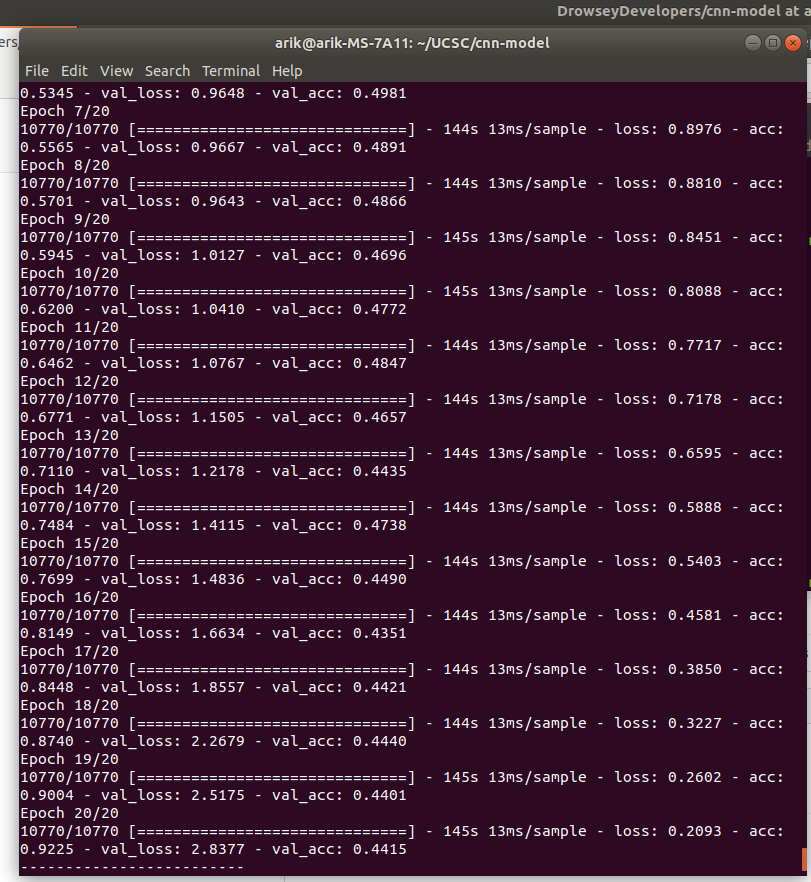 DrowseyDevelopers/cnn-model at a
ers/
arik@arik-MS-7A11: ~/UCSC/cnn-model
File Edit View Search Terminal Help
0.5345 - val_loss: 0.9648 - val_acc: 0.4981
Epoch 7/20
10770/10770 [==============================] - 144s 13ms/sample - loss: 0.8976 - acc:
0.5565 - val_loss: 0.9667 - val_acc: 0.4891
Epoch 8/20
10770/10770 [==============================] - 144s 13ms/sample - loss: 0.8810 - acc:
0.5701 - val_loss: 0.9643 - val_acc: 0.4866
Epoch 9/20
10770/10770 [==============================] - 145s 13ms/sample - loss: 0.8451 - acc:
0.5945 - val_loss: 1.0127 - val_acc: 0.4696
Epoch 10/20
10770/10770 [==============================] - 145s 13ms/sample - loss: 0.8088 - acc:
0.6200 - val_loss: 1.0410 - val_acc: 0.4772
Epoch 11/20
10770/10770 [==============================] - 144s 13ms/sample - loss: 0.7717 - acc:
0.6462 - val_loss: 1.0767 - val_acc: 0.4847
Epoch 12/20
10770/10770 [==============================] - 144s 13ms/sample - loss: 0.7178 - acc:
0.6771 - val_loss: 1.1505 - val_acc: 0.4657
Epoch 13/20
10770/10770 [==============================] - 144s 13ms/sample - loss: 0.6595 - acc:
0.7110 - val_loss: 1.2178 - val_acc: 0.4435
Epoch 14/20
10770/10770 [==============================] - 144s 13ms/sample - loss: 0.5888 - acc:
0.7484 - val_loss: 1.4115 - val_acc: 0.4738
Epoch 15/20
10770/10770 [==============================] - 144s 13ms/sample - loss: 0.5403 - acc:
0.7699 - val_loss: 1.4836 - val_acc: 0.4490
Epoch 16/20
10770/10770 [==============================] - 144s 13ms/sample - loss: 0.4581 - acc:
0.8149 - val_loss: 1.6634 - val_acc: 0.4351
Epoch 17/20
10770/10770 [==============================] - 144s 13ms/sample - loss: 0.3850 - acc:
0.8448 - val_loss: 1.8557 - val_acc: 0.4421
Epoch 18/20
10770/10770 [==============================] - 144s 13ms/sample - loss: 0.3227 - acc:
0.8740 - val_loss: 2.2679 - val_acc: 0.4440
Epoch 19/20
10770/10770 [==============================] - 145s 13ms/sample - loss: 0.2602 - acc:
0.9004 - val_loss: 2.5175 - val_acc: 0.4401
Epoch 20/20
10770/10770 [==============================] - 145s 13ms/sample - loss: 0.2093 - acc:
0.9225 - val_loss: 2.8377 - val_acc: 0.4415
-------------------------